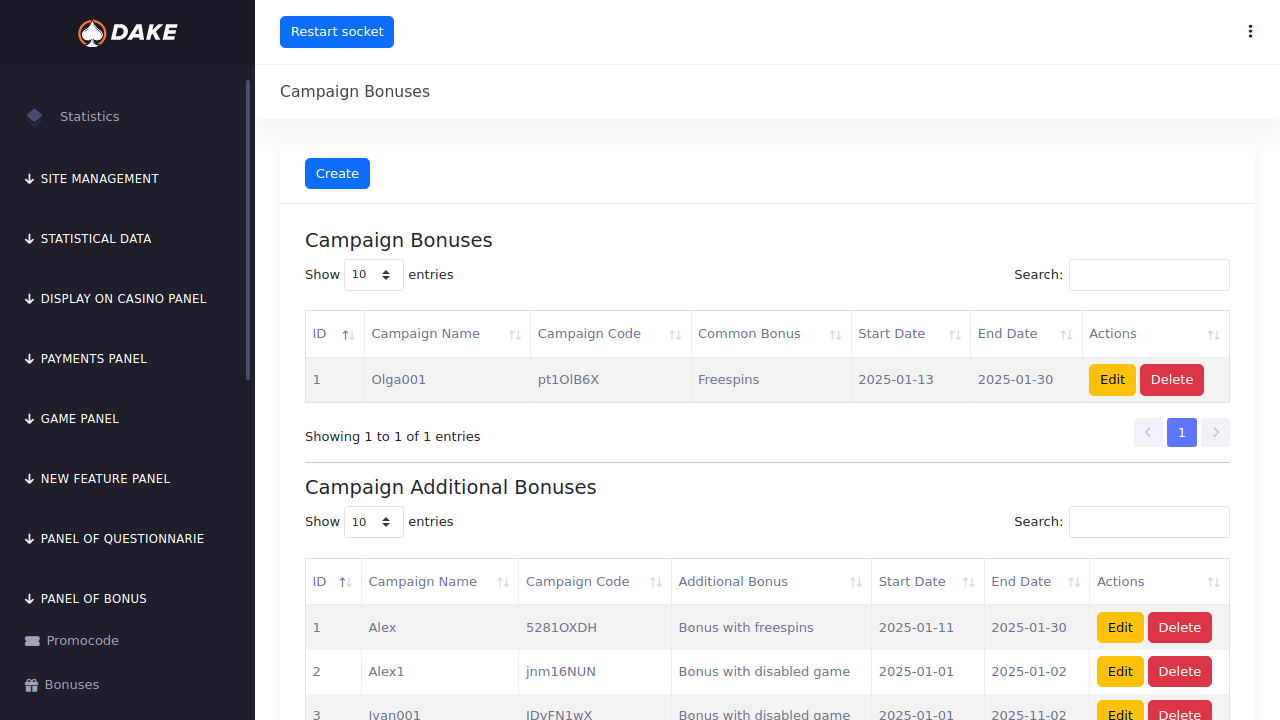 DAKE
Restart socket
Campaign Bonuses
Statistics
SITE MANAGEMENT
STATISTICAL DATA
DISPLAY ON CASINO PANEL
PAYMENTS PANEL
GAME PANEL
NEW FEATURE PANEL
PANEL OF QUESTIONNARIE
PANEL OF BONUS
Promocode
Bonuses
Create
Campaign Bonuses
Show 10 entries Search:
ID Campaign Name Campaign Code Common Bonus Start Date End Date Actions
1 Olga001 pt1OlB6X Freespins 2025-01-13 2025-01-30 Edit Delete
Showing 1 to 1 of 1 entries 1
Campaign Additional Bonuses
Show 10 entries Search:
ID Campaign Name Campaign Code Additional Bonus Start Date End Date Actions
1 Alex 5281OXDH Bonus with freespins 2025-01-11 2025-01-30 Edit Delete
2 Alex1 jnm16NUN Bonus with disabled game 2025-01-01 2025-01-02 Edit Delete
3 Ivan001 IDvFN1wX Bonus with disabled game 2025-01-01 2025-11-02 Edit Delete